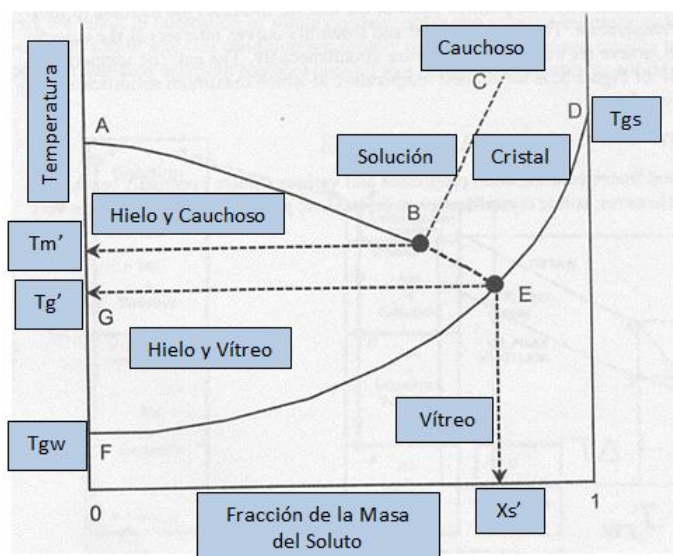 Cauchoso
C
D
Tgs
Temperatura
A
Solución
Cristal
Hielo y Cauchoso
B
Tm’
Tg’
E
G
Hielo y Vítreo
Vítreo
Tgw
F
0
Fracción de la Masa
del Soluto
Xs’
1